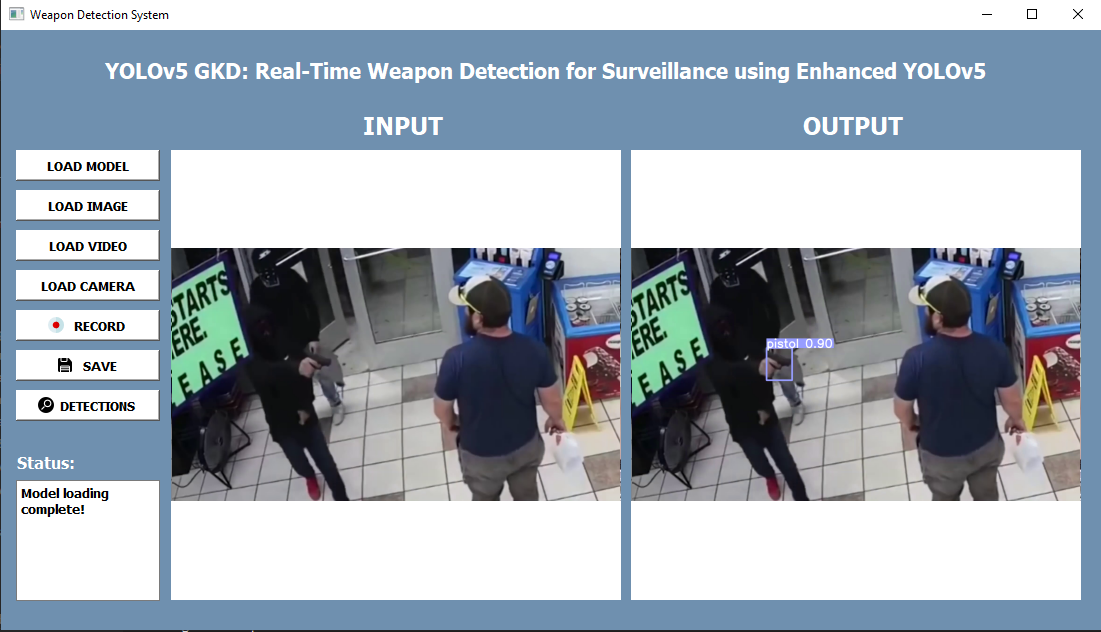 Weapon Detection System
YOLOv5 GKD: Real-Time Weapon Detection for Surveillance using Enhanced YOLOv5
INPUT
OUTPUT
LOAD MODEL
LOAD IMAGE
LOAD VIDEO
LOAD CAMERA
RECORD
SAVE
DETECTIONS
Status:
Model loading
complete!
STARTS
ERE.
EASE
STARTS
ERE.
EASE
pistol 0.90